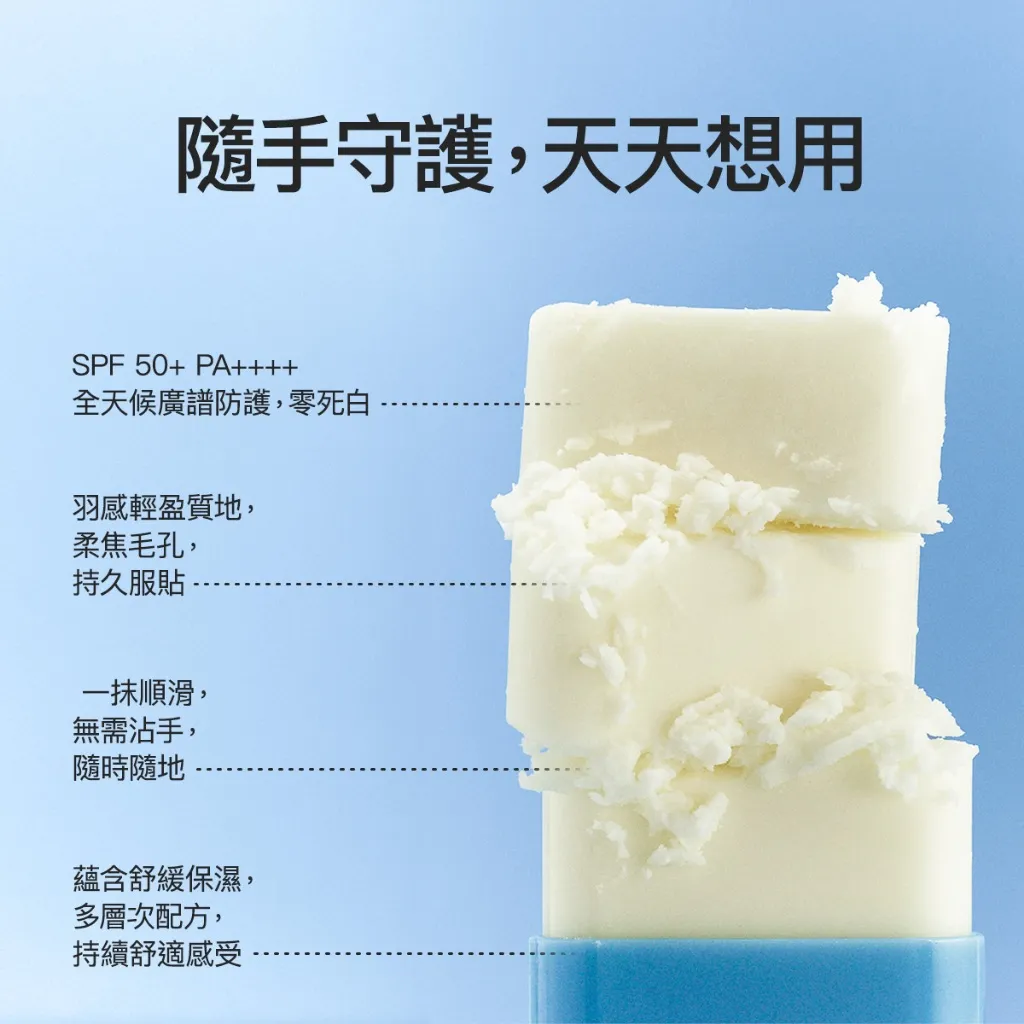 隨手守護，天天想用
SPF 50+ PA++++
全天候廣譜防護，零死白
羽感輕盈質地，
柔焦毛孔，
持久服貼
一抹順滑，
無需沾手，
隨時隨地
蘊含舒緩保濕，
多層次配方，
持續舒適感受